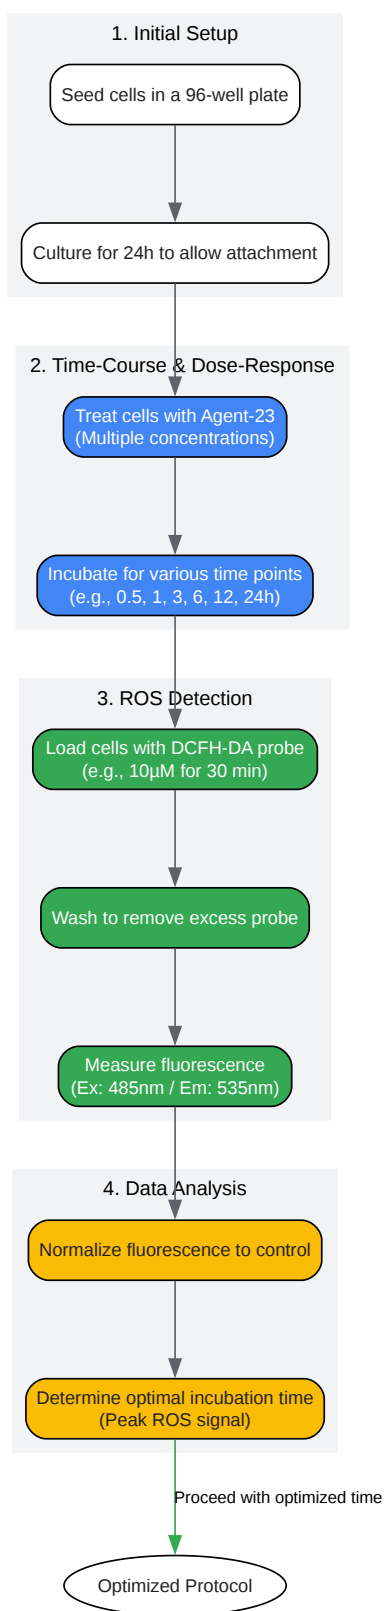 1. Initial Setup
Seed cells in a 96-well plate
Culture for 24h to allow attachment
2. Time-Course & Dose-Response
Treat cells with Agent-23
(Multiple concentrations)
Incubate for various time points
(e.g., 0.5, 1, 3, 6, 12, 24h)
3. ROS Detection
Load cells with DCFH-DA probe
(e.g., 10µM for 30 min)
Wash to remove excess probe
Measure fluorescence
(Ex: 485nm / Em: 535nm)
4. Data Analysis
Normalize fluorescence to control
Determine optimal incubation time
(Peak ROS signal)
Proceed with optimized time
Optimized Protocol